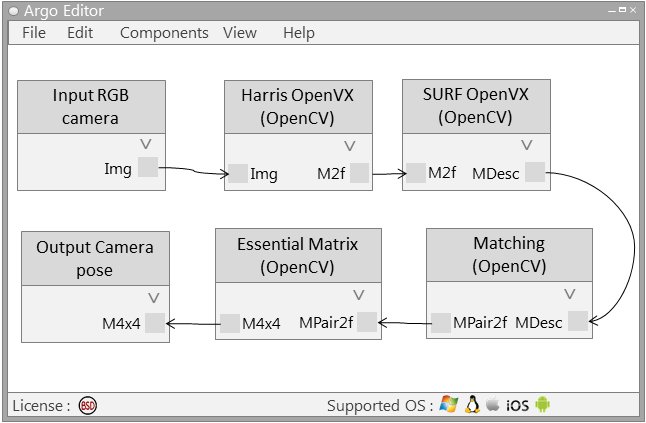 Argo Editor
File Edit Components View Help
Input RGB
camera
V
Img
Harris OpenVX
(OpenCV)
V
Img M2f
SURF OpenVX
(OpenCV)
V
M2f MDesc
Output Camera
pose
V
M4x4
Essential Matrix
(OpenCV)
V
M4x4 MPair2f
Matching
(OpenCV)
V
MPair2f MDesc
License : BSD
Supported OS : iOS